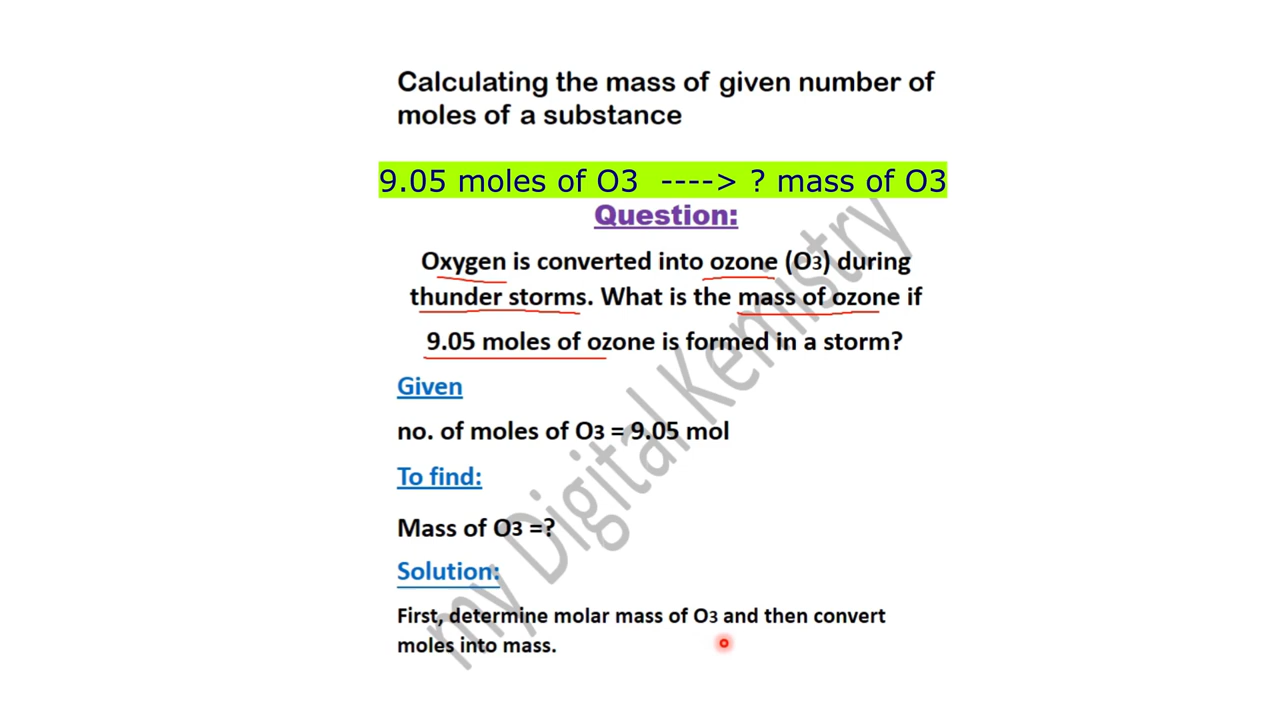 Calculating the mass of given number of
moles of a substance
9.05 moles of O3 ----> ? mass of O3
Question:
Oxygen is converted into ozone (O3) during
thunder storms. What is the mass of ozone if
9.05 moles of ozone is formed in a storm?
Given
no. of moles of O3 = 9.05 mol
To find:
Mass of O3 =?
Solution:
First, determine molar mass of O3 and then convert
moles into mass.
my Digital Kemistry